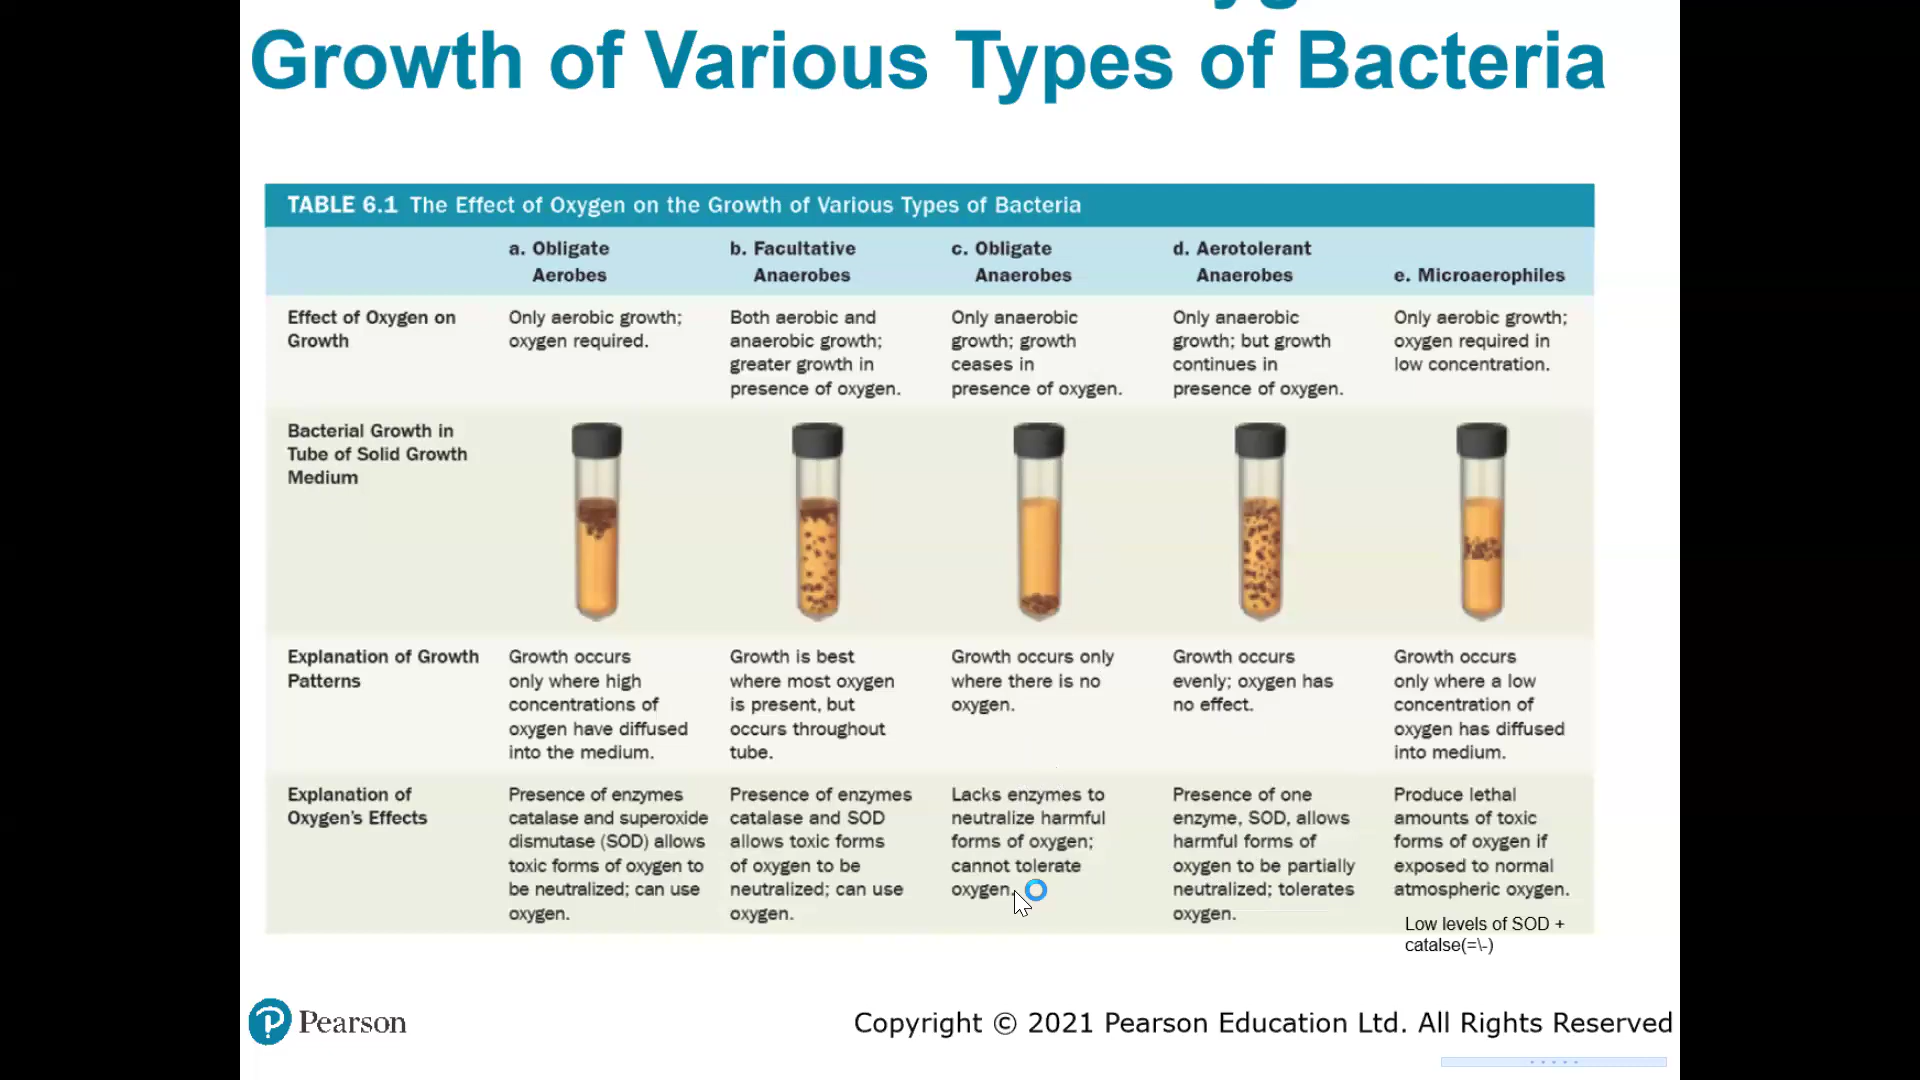 Growth of Various Types of Bacteria
TABLE 6.1 The Effect of Oxygen on the Growth of Various Types of Bacteria
a. Obligate
Aerobes
b. Facultative
Anaerobes
c. Obligate
Anaerobes
d. Aerotolerant
Anaerobes
e. Microaerophiles
Effect of Oxygen on
Growth
Only aerobic growth;
oxygen required.
Both aerobic and
anaerobic growth;
greater growth in
presence of oxygen.
Only anaerobic
growth; growth
ceases in
presence of oxygen.
Only anaerobic
growth; but growth
continues in
presence of oxygen.
Only aerobic growth;
oxygen required in
low concentration.
Bacterial Growth in
Tube of Solid Growth
Medium
Explanation of Growth
Patterns
Growth occurs
only where high
concentrations of
oxygen have diffused
into the medium.
Growth is best
where most oxygen
is present, but
occurs throughout
tube.
Growth occurs only
where there is no
oxygen.
Growth occurs
evenly; oxygen has
no effect.
Growth occurs
only where a low
concentration of
oxygen has diffused
into medium.
Explanation of
Oxygen's Effects
Presence of enzymes
catalase and superoxide
dismutase (SOD) allows
toxic forms of oxygen to
be neutralized; can use
oxygen.
Presence of enzymes
catalase and SOD
allows toxic forms
of oxygen to be
neutralized; can use
oxygen.
Lacks enzymes to
neutralize harmful
forms of oxygen;
cannot tolerate
oxygen.
Presence of one
enzyme, SOD, allows
harmful forms of
oxygen to be partially
neutralized; tolerates
oxygen.
Produce lethal
amounts of toxic
forms of oxygen if
exposed to normal
atmospheric oxygen.
Low levels of SOD +
catalse(=\-)
Pearson
Copyright © 2021 Pearson Education Ltd. All Rights Reserved